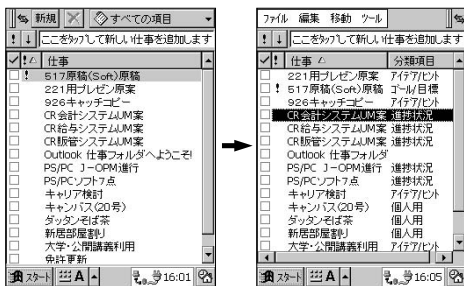 新規 すべての項目
! ↓ ここをタップして新しい仕事を追加します
! 仕事
! 517原稿(Soft)原稿
221用プレゼン原案
926キャッチコピー
CR会計システムUM案
CR給与システムUM案
CR販管システムUM案
Outlook 仕事フォルダへようこそ!
PS/PC J-OPM進行
PS/PCソフト7点
キャリア検討
キャンバス(20号)
ダッタンそば茶
新居部屋割り
大学・公開講義利用
免許更新
スタート A 16:01
ファイル 編集 移動 ツール
! ↓ ここをタップして新しい仕事を追加します
! 仕事 分類項目
221用プレゼン原案 アイデア/ヒント
! 517原稿(Soft)原稿 ゴール/目標
926キャッチコピー アイデア/ヒント
CR会計システムUM案 進捗状況
CR給与システムUM案 進捗状況
CR販管システムUM案 進捗状況
Outlook 仕事フォルダ
PS/PC J-OPM進行 進捗状況
PS/PCソフト7点 進捗状況
キャリア検討 アイデア/ヒント
キャンバス(20号) 個人用
ダッタンそば茶 個人用
新居部屋割り 個人用
大学・公開講義利用 アイデア/ヒント
スタート A 16:05